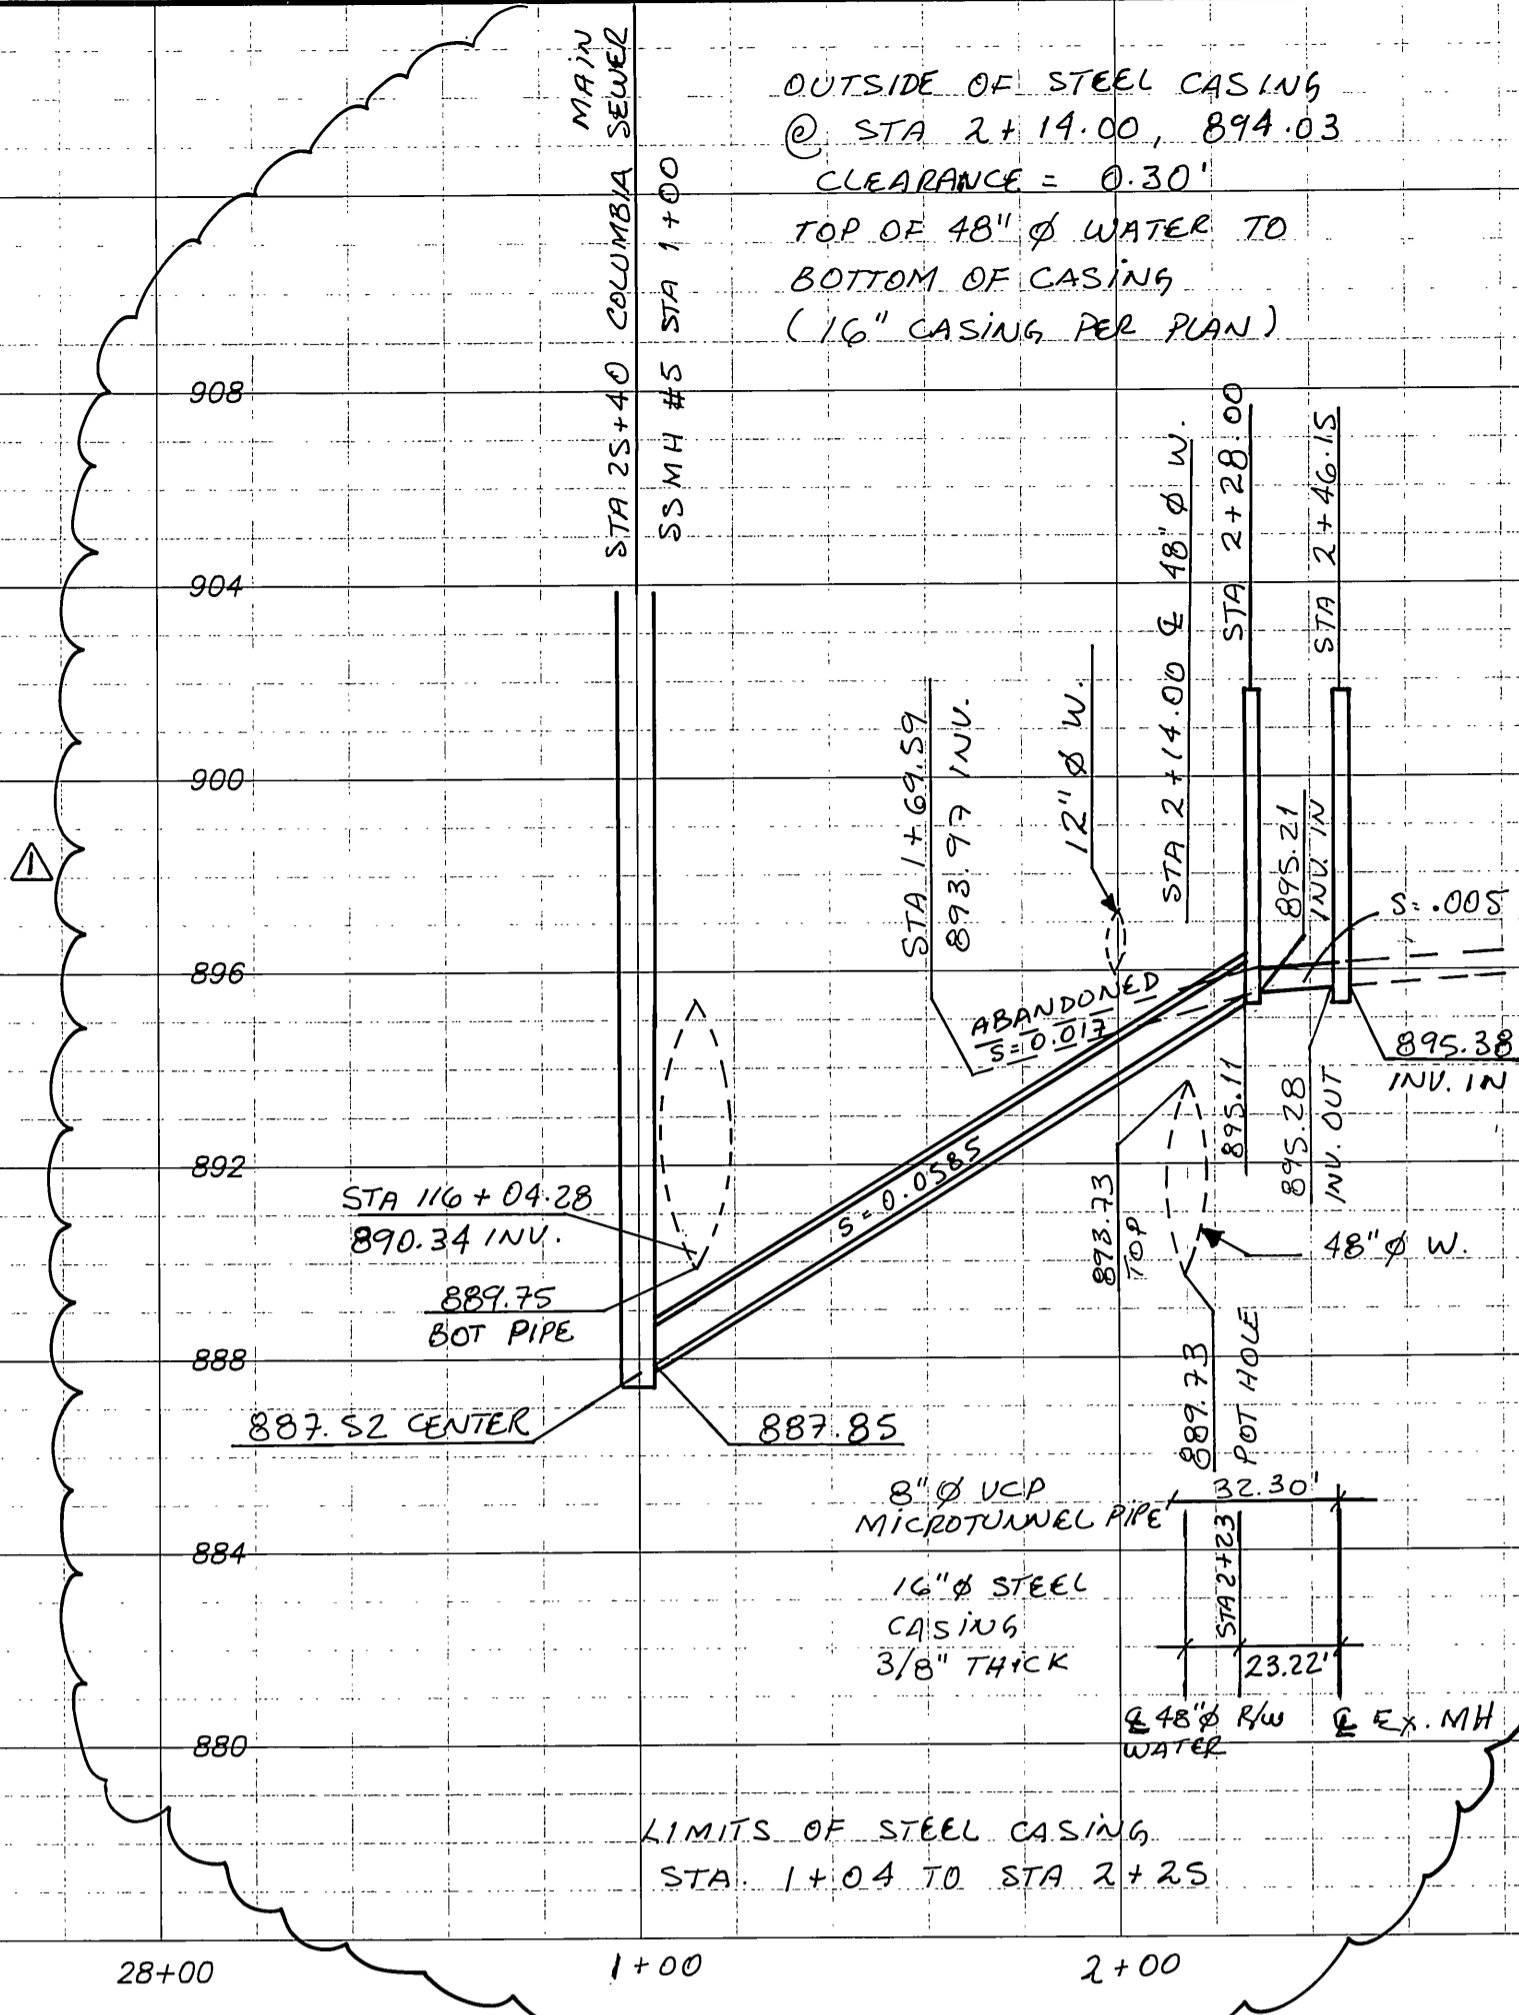 MAIN
STA 25+40 COLUMBIA SEWER
SSMH #5 STA 1+00
OUTSIDE OF STEEL CASING
@ STA 2+14.00, 894.03
CLEARANCE = 0.30'
TOP OF 48" Ø WATER TO
BOTTOM OF CASING
(16" CASING PER PLAN)
908
904
900
896
892
888
884
880
1
STA 1+69.59
893.97 INV.
12" Ø W.
STA 2+14.00 ℄ 48" Ø W.
STA 2+28.00
STA 2+46.15
895.21
INV. IN
S=.005
ABANDONED
S=0.017
895.38
INV. IN
895.11
895.28
INV. OUT
S=0.0585
STA 116+04.28
890.34 INV.
889.75
BOT PIPE
893.73
TOP
48" Ø W.
889.73
POT HOLE
887.52 CENTER
887.85
8" Ø VCP
MICROTUNNEL PIPE
32.30'
STA 2+23
16" Ø STEEL
CASING
3/8" THICK
23.22'
℄ 48" Ø
WATER
R/W
℄ EX. MH
LIMITS OF STEEL CASING
STA. 1+04 TO STA 2+25
28+00
1+00
2+00